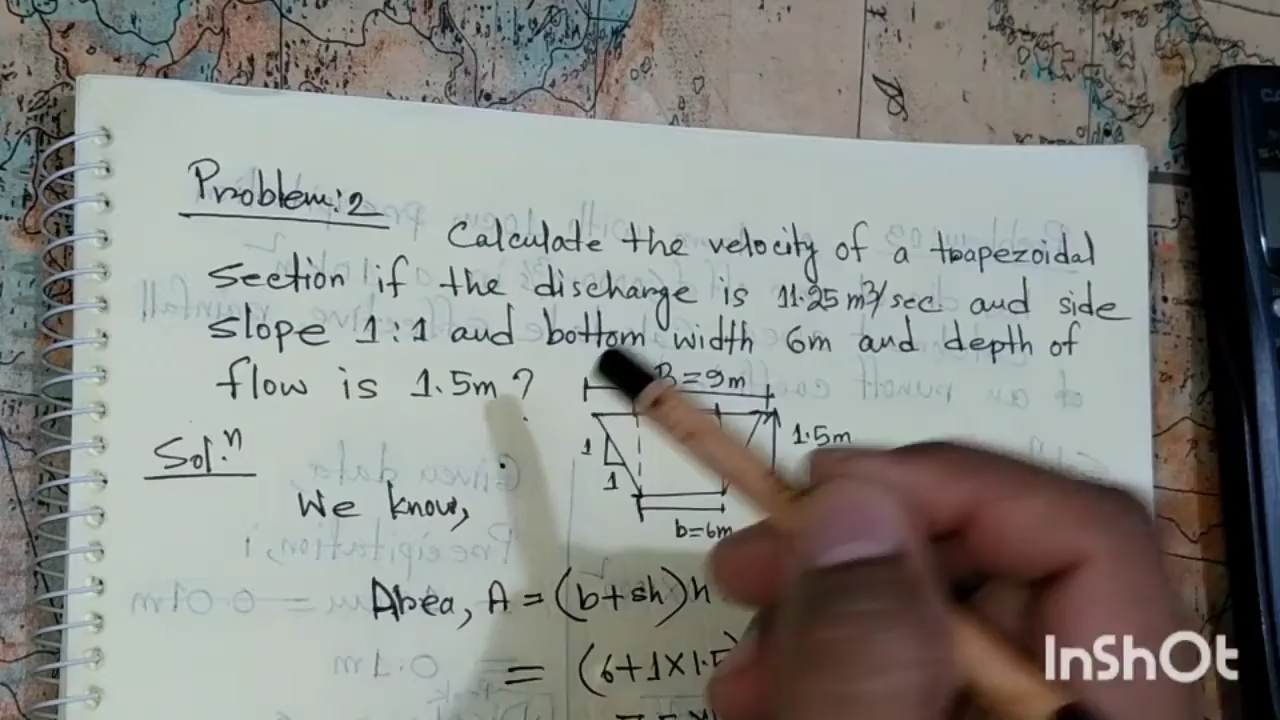 Problem: 2
Calculate the velocity of a trapezoidal
section if the discharge is 11.25 m³/sec and side
slope 1:1 and bottom width 6m and depth of
flow is 1.5m?
B = 9m
1.5m
1
1
b=6m
Sol.ⁿ
We know,
Area, A = (b+sh)h
= (6+1×1.5)
InShOt